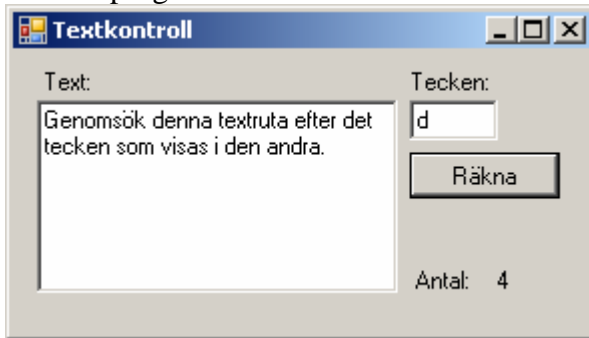 Textkontroll
Text:
Tecken:
Genomsök denna textruta efter det
tecken som visas i den andra.
d
Räkna
Antal: 4